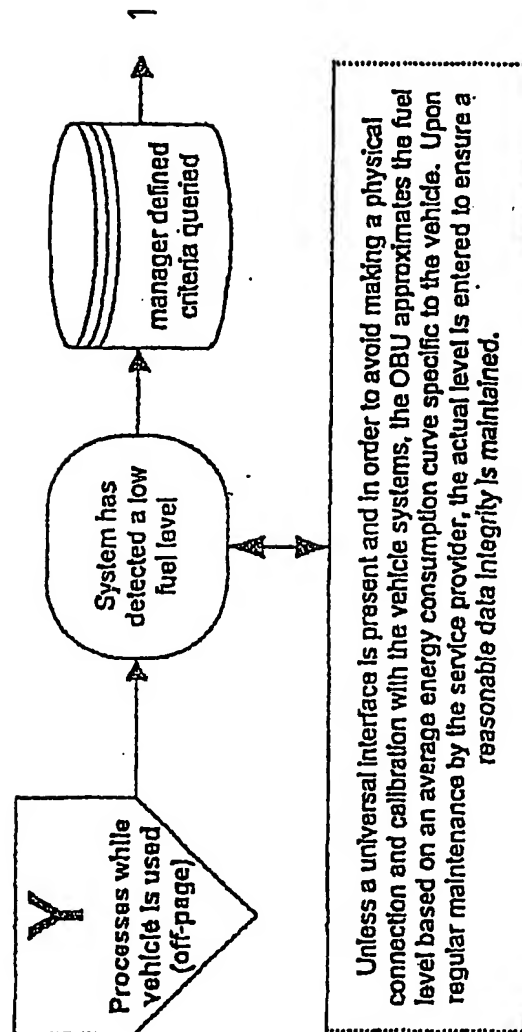 Y
Processes while
vehicle is used
(off-page)
System has
detected a low
fuel level
manager defined
criteria queried
1
Unless a universal interface is present and in order to avoid making a physical
connection and calibration with the vehicle systems, the OBU approximates the fuel
level based on an average energy consumption curve specific to the vehicle. Upon
regular maintenance by the service provider, the actual level is entered to ensure a
reasonable data integrity is maintained.